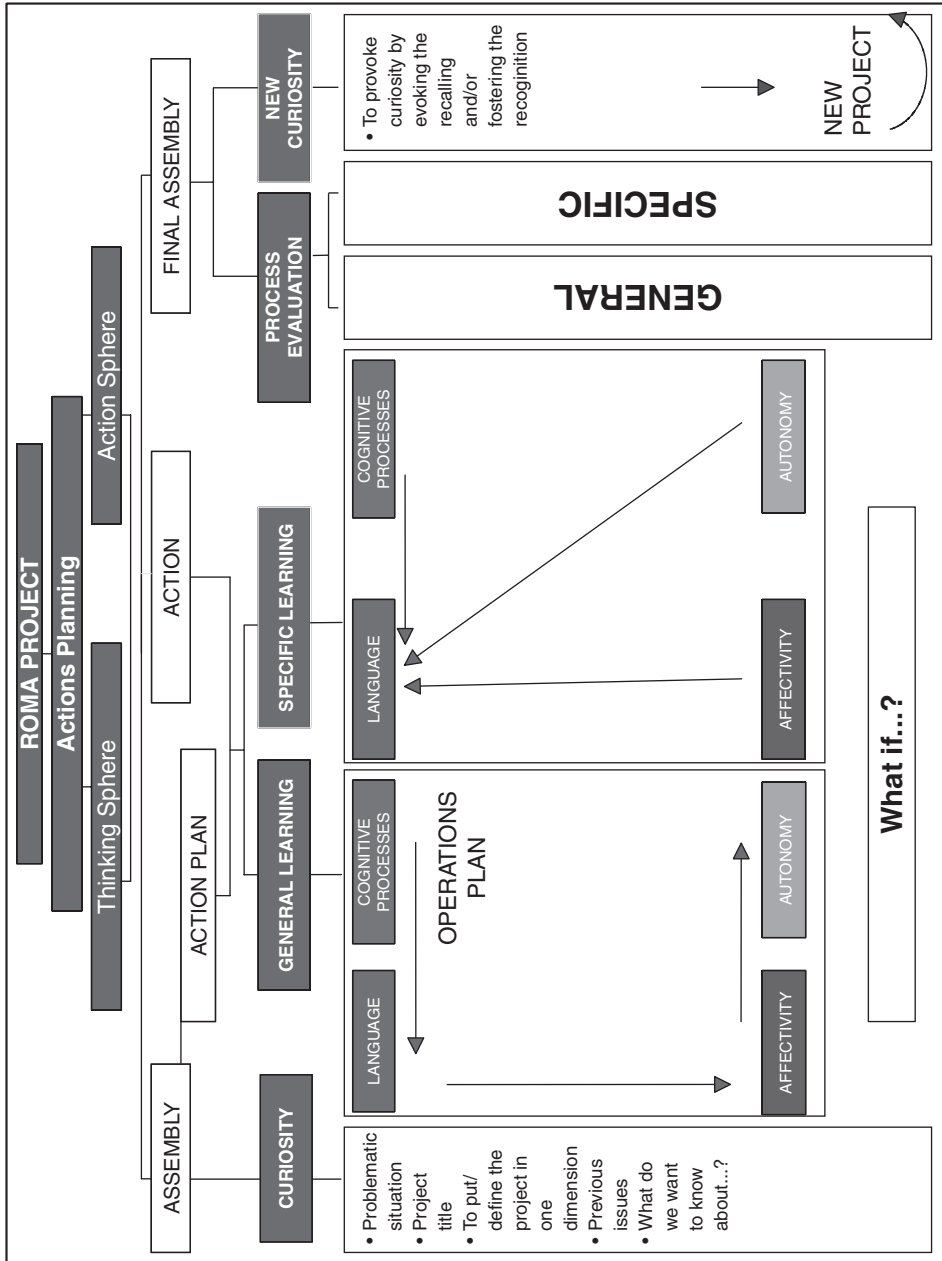 ROMA PROJECT
Actions Planning
Thinking Sphere
Action Sphere
ASSEMBLY
ACTION PLAN
ACTION
FINAL ASSEMBLY
CURIOSITY
GENERAL LEARNING
SPECIFIC LEARNING
PROCESS
EVALUATION
NEW
CURIOSITY
• Problematic
situation
• Project
title
• To put/
define the
project in
one
dimension
• Previous
issues
• What do
we want
to know
about...?
LANGUAGE
COGNITIVE
PROCESSES
OPERATIONS
PLAN
AFFECTIVITY
AUTONOMY
LANGUAGE
COGNITIVE
PROCESSES
AFFECTIVITY
AUTONOMY
What if...?
GENERAL
SPECIFIC
• To provoke
curiosity by
evoking the
recalling
and/or
fostering the
recoginition
NEW
PROJECT